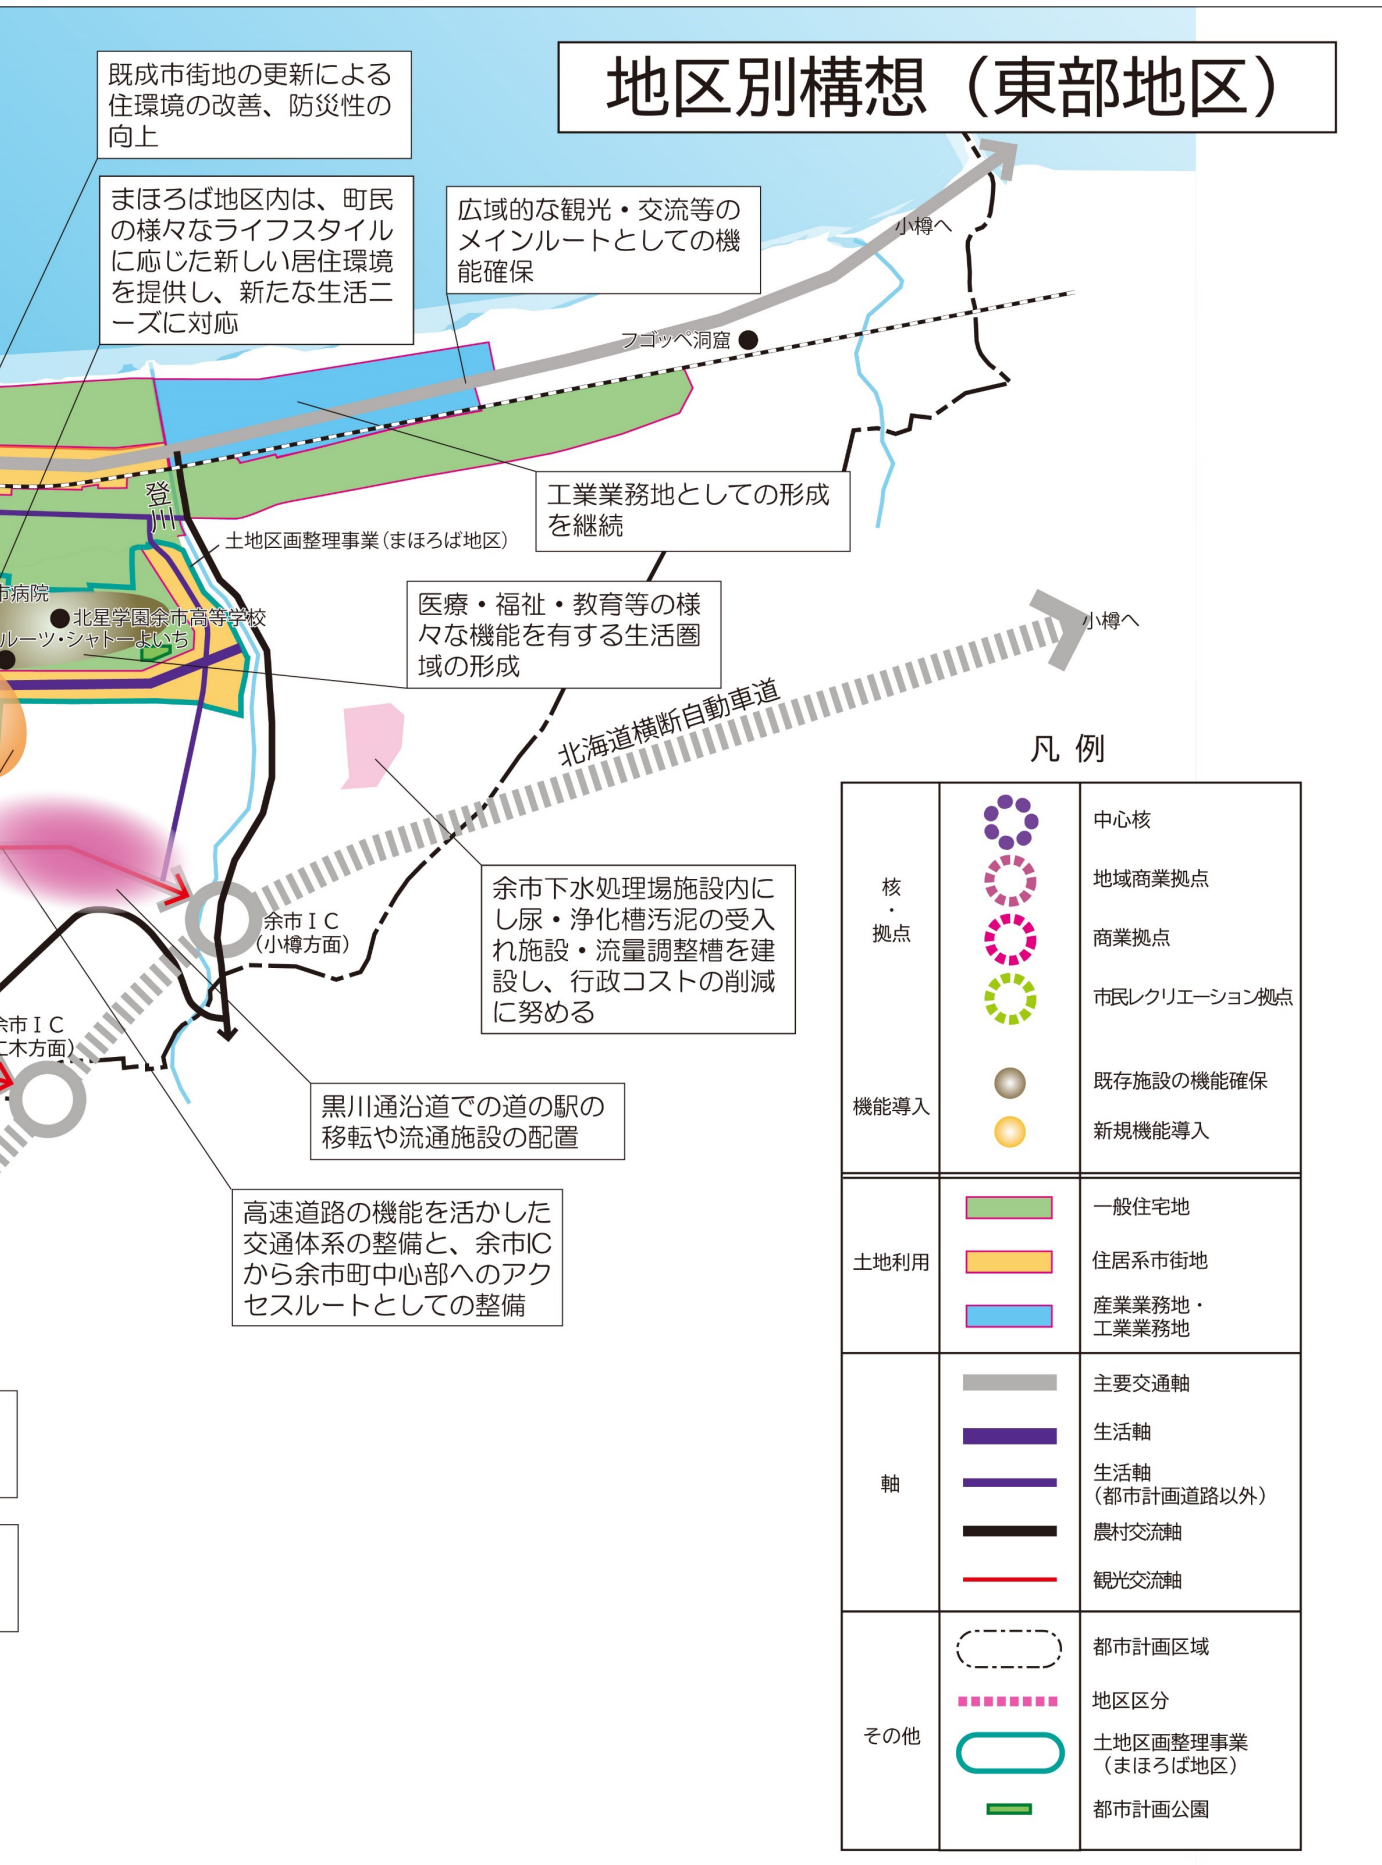 地区別構想（東部地区）
既成市街地の更新による
住環境の改善、防災性の
向上
まほろば地区内は、町民
の様々なライフスタイル
に応じた新しい居住環境
を提供し、新たな生活ニ
ーズに対応
広域的な観光・交流等の
メインルートとしての機
能確保
小樽へ
フゴッペ洞窟
登川
工業業務地としての形成
を継続
土地区画整理事業（まほろば地区）
市病院
北星学園余市高等学校
ルーツ・シャトーよいち
医療・福祉・教育等の様
々な機能を有する生活圏
域の形成
小樽へ
北海道横断自動車道
余市下水処理場施設内に
し尿・浄化槽汚泥の受入
れ施設・流量調整槽を建
設し、行政コストの削減
に努める
余市ＩＣ
（小樽方面）
余市ＩＣ
仁木方面）
黒川通沿道での道の駅の
移転や流通施設の配置
高速道路の機能を活かした
交通体系の整備と、余市IC
から余市町中心部へのアク
セスルートとしての整備
凡 例
核・拠点
中心核
地域商業拠点
商業拠点
市民レクリエーション拠点
機能導入
既存施設の機能確保
新規機能導入
土地利用
一般住宅地
住居系市街地
産業業務地・
工業業務地
軸
主要交通軸
生活軸
生活軸
（都市計画道路以外）
農村交流軸
観光交流軸
その他
都市計画区域
地区区分
土地区画整理事業
（まほろば地区）
都市計画公園